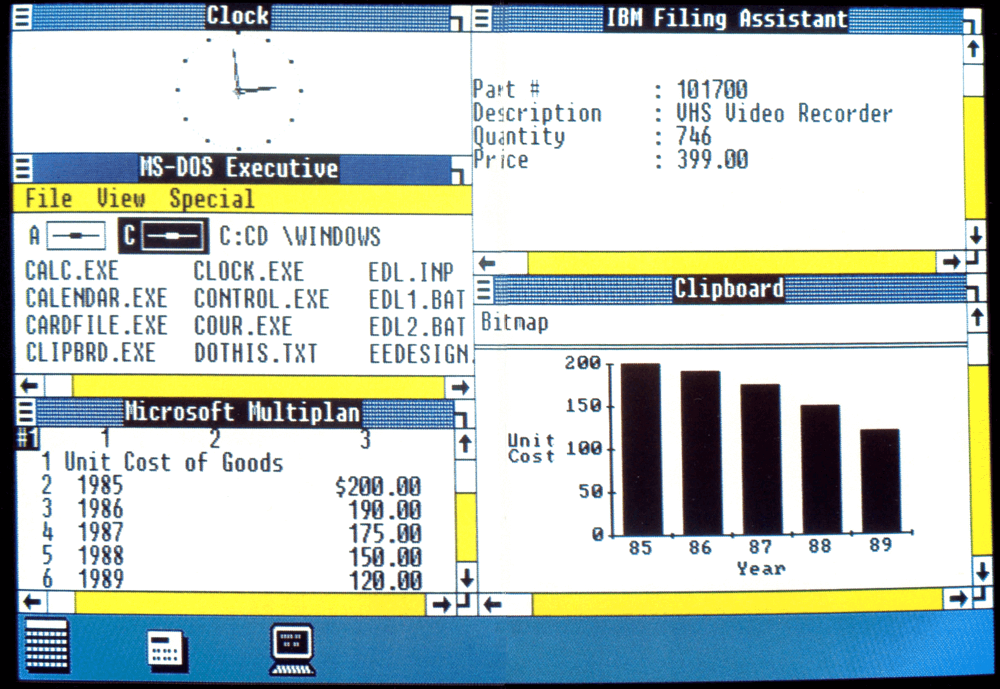 Clock
MS-DOS Executive
File View Special
A C C:CD \WINDOWS
CALC.EXE CLOCK.EXE EDL.INP
CALENDAR.EXE CONTROL.EXE EDL1.BAT
CARDFILE.EXE COUR.EXE EDL2.BAT
CLIPBRD.EXE DOTHIS.TXT EEDESIGN.
Microsoft Multiplan
#1 1 2 3
1 Unit Cost of Goods
2 1985 $200.00
3 1986 190.00
4 1987 175.00
5 1988 150.00
6 1989 120.00
IBM Filing Assistant
Part # : 101700
Description : VHS Video Recorder
Quantity : 746
Price : 399.00
Clipboard
Bitmap
200
150
Unit
Cost
100
50
0
85 86 87 88 89
Year